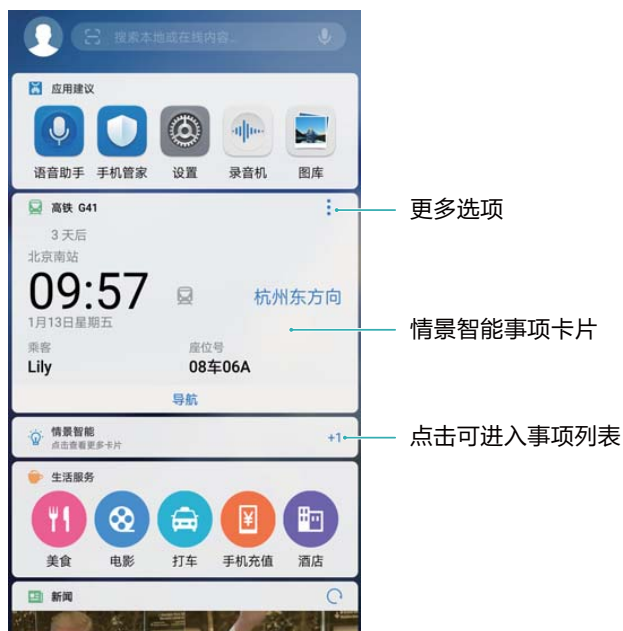 搜索本地或在线内容...
应用建议
语音助手 手机管家 设置 录音机 图库
高铁 G41
更多选项
3 天后
北京南站
09:57
杭州东方向
1月13日星期五
情景智能事项卡片
乘客 座位号
Lily 08车06A
导航
情景智能
点击查看更多卡片
+1
点击可进入事项列表
生活服务
美食 电影 打车 手机充值 酒店
新闻